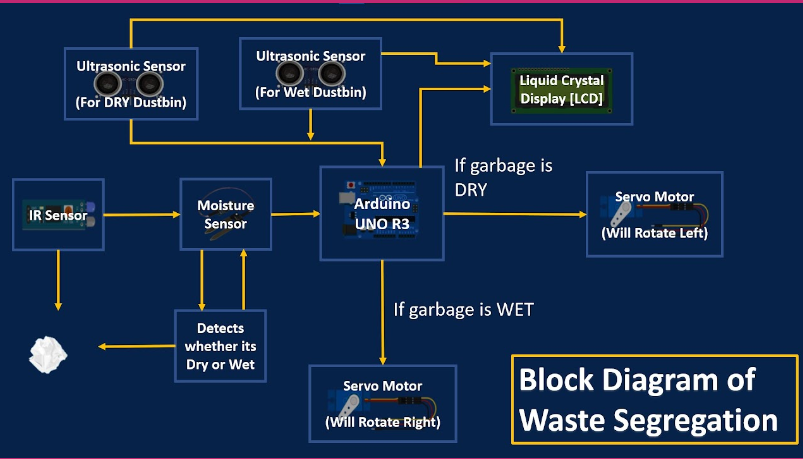 Ultrasonic Sensor
(For DRY Dustbin)
Ultrasonic Sensor
(For Wet Dustbin)
Liquid Crystal
Display [LCD]
IR Sensor
Moisture
Sensor
Arduino
UNO R3
If garbage is
DRY
Servo Motor
(Will Rotate Left)
Detects
whether its
Dry or Wet
If garbage is WET
Servo Motor
(Will Rotate Right)
Block Diagram of
Waste Segregation